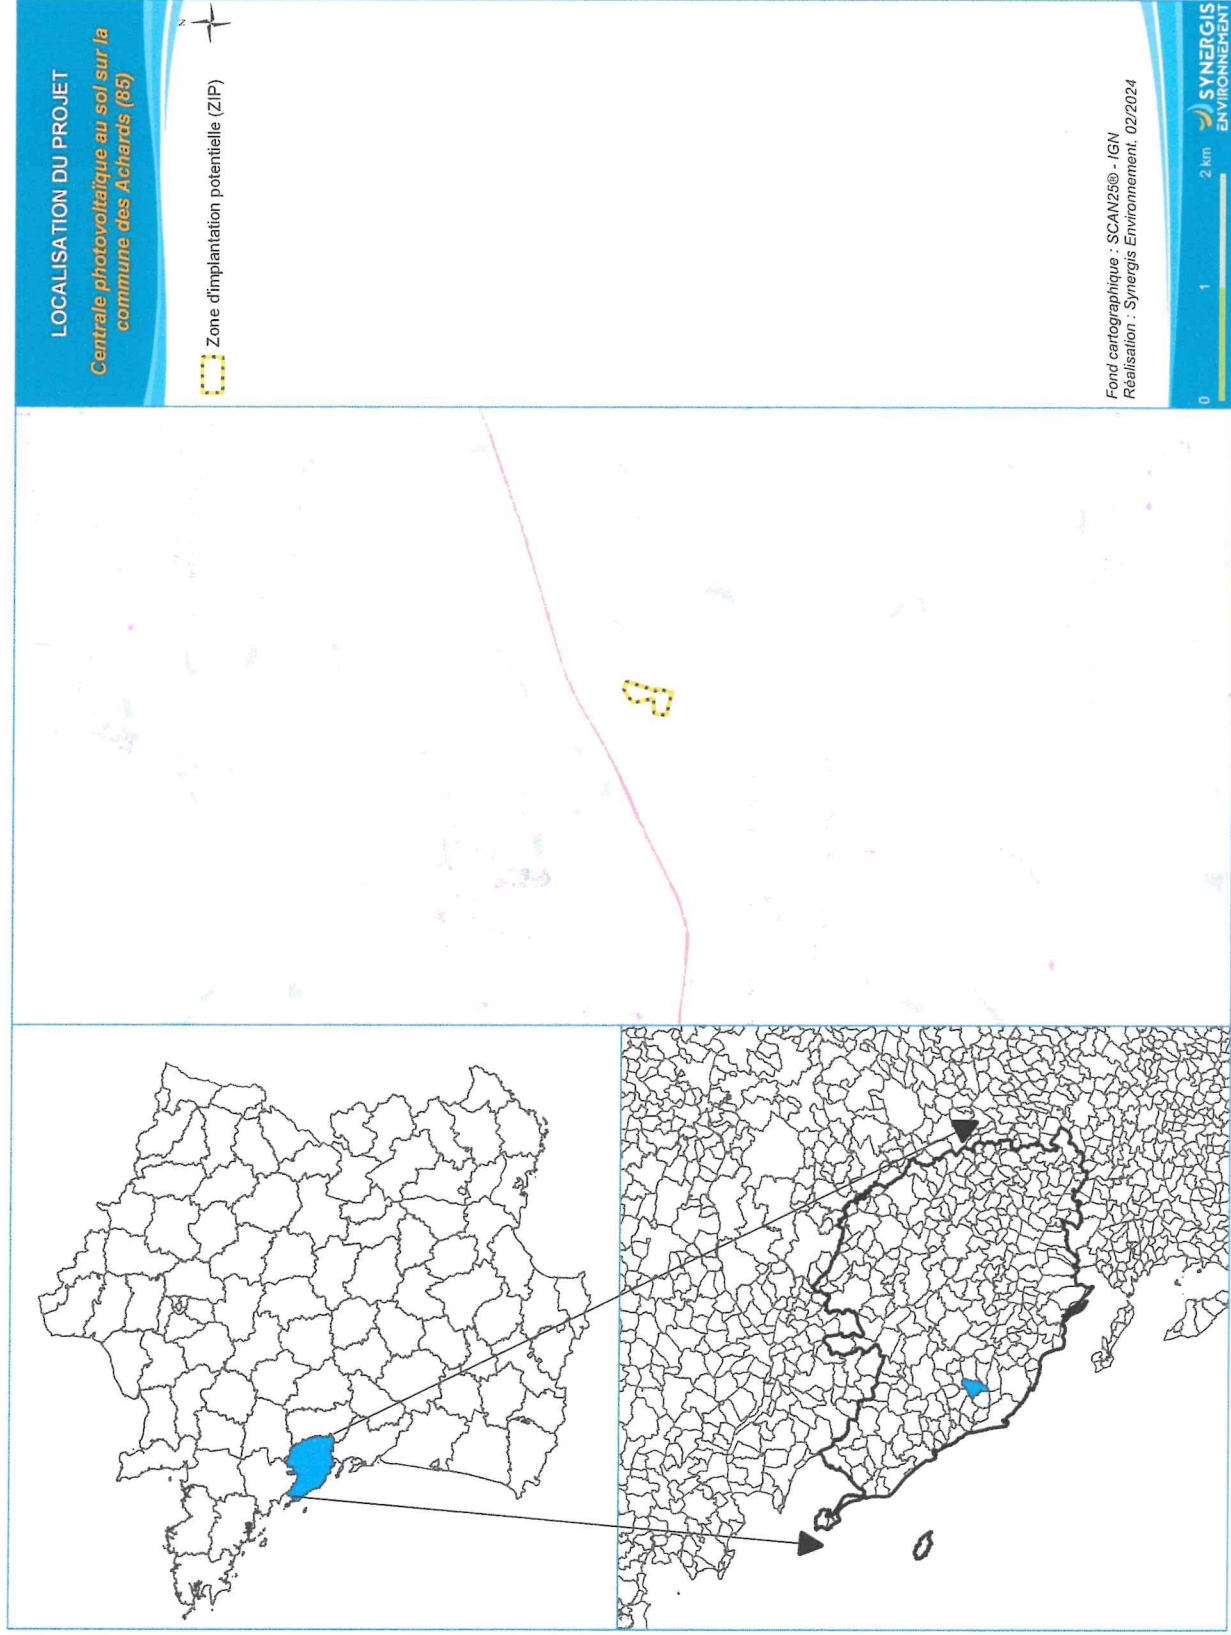 LOCALISATION DU PROJET
Centrale photovoltaïque au sol sur la
commune des Achards (85)
N
Zone d'implantation potentielle (ZIP)
Fond cartographique : SCAN25® - IGN
Réalisation : Synergis Environnement, 02/2024
0 1 2 km
SYNERGIS
ENVIRONNEMENT